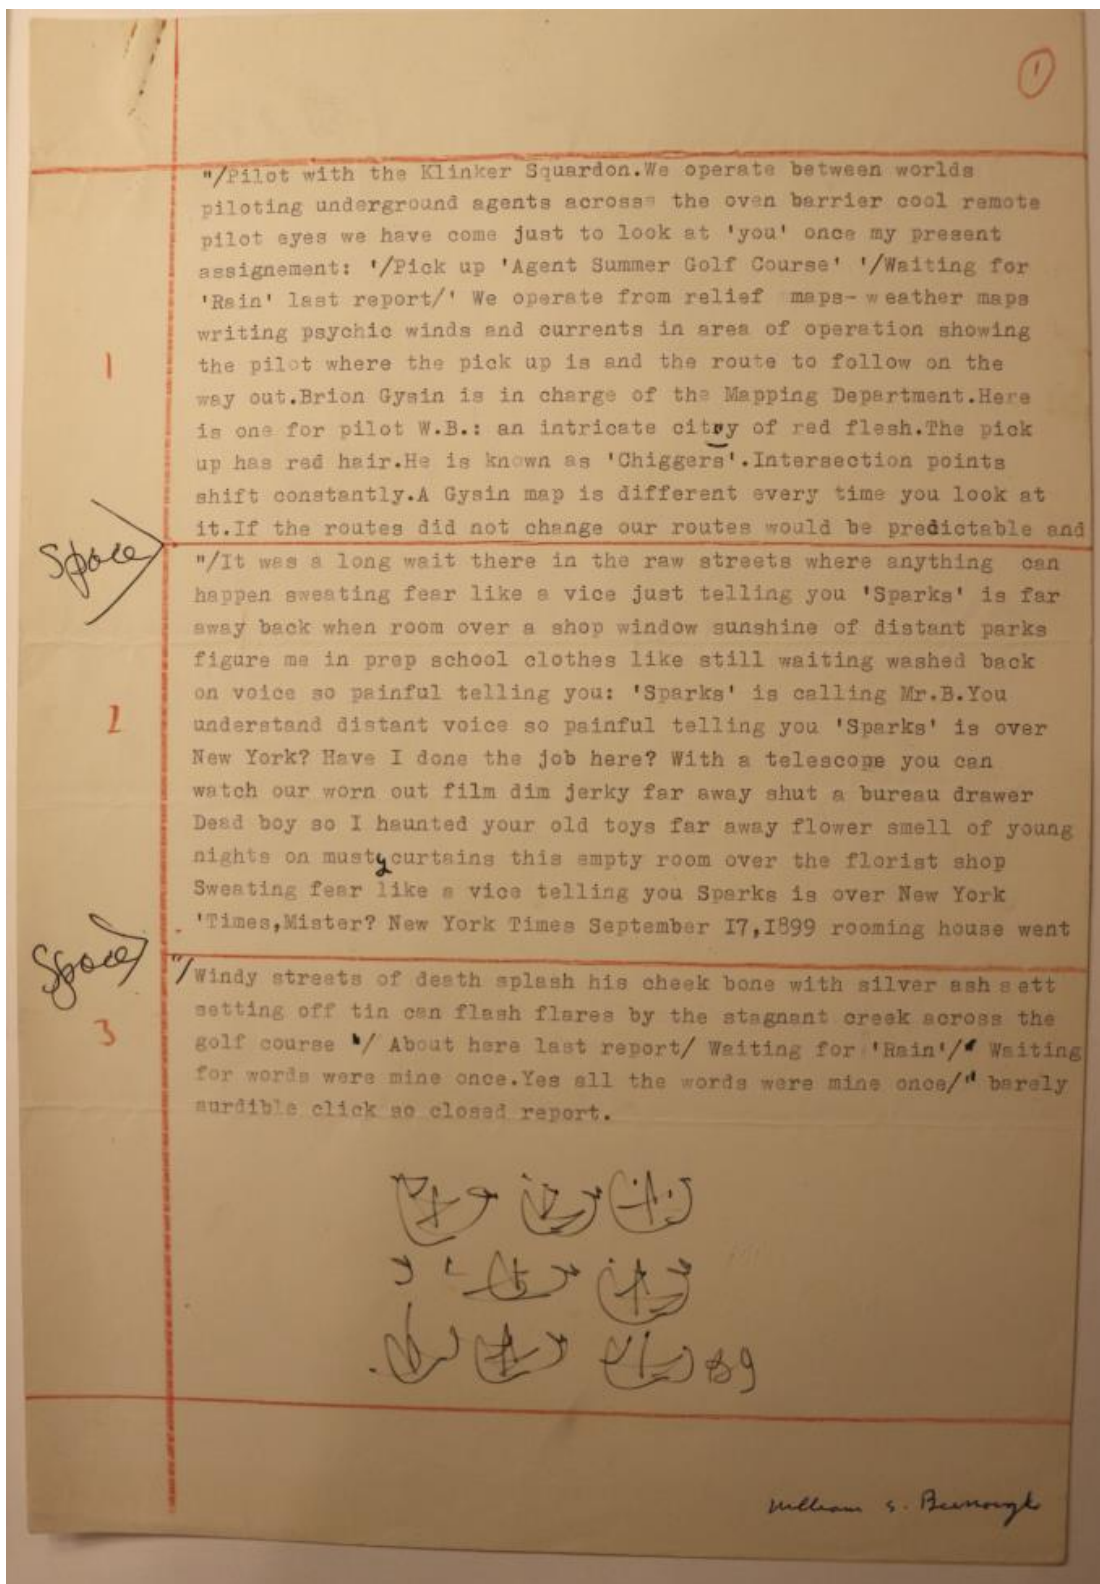 1
"/Pilot with the Klinker Squardon.We operate between worlds
piloting underground agents across the oven barrier cool remote
pilot eyes we have come just to look at 'you' once my present
assignement: '/Pick up 'Agent Summer Golf Course' '/Waiting for
'Rain' last report/' We operate from relief maps-weather maps
writing psychic winds and currents in area of operation showing
1 the pilot where the pick up is and the route to follow on the
way out.Brion Gysin is in charge of the Mapping Department.Here
is one for pilot W.B.: an intricate city of red flesh.The pick
up has red hair.He is known as 'Chiggers'.Intersection points
shift constantly.A Gysin map is different every time you look at
it.If the routes did not change our routes would be predictable and
Space
"/It was a long wait there in the raw streets where anything can
happen sweating fear like a vice just telling you 'Sparks' is far
away back when room over a shop window sunshine of distant parks
figure me in prep school clothes like still waiting washed back
on voice so painful telling you: 'Sparks' is calling Mr.B.You
2 understand distant voice so painful telling you 'Sparks' is over
New York? Have I done the job here? With a telescope you can
watch our worn out film dim jerky far away shut a bureau drawer
Dead boy so I haunted your old toys far away flower smell of young
nights on musty curtains this empty room over the florist shop
Sweating fear like a vice telling you Sparks is over New York
'Times,Mister? New York Times September 17,1899 rooming house went
Space
"/Windy streets of death splash his cheek bone with silver ash sett
setting off tin can flash flares by the stagnant creek across the
3 golf course "/ About here last report/ Waiting for 'Rain'/" Waiting
for words were mine once.Yes all the words were mine once/" barely
aurdible click so closed report.
William S. Burroughs